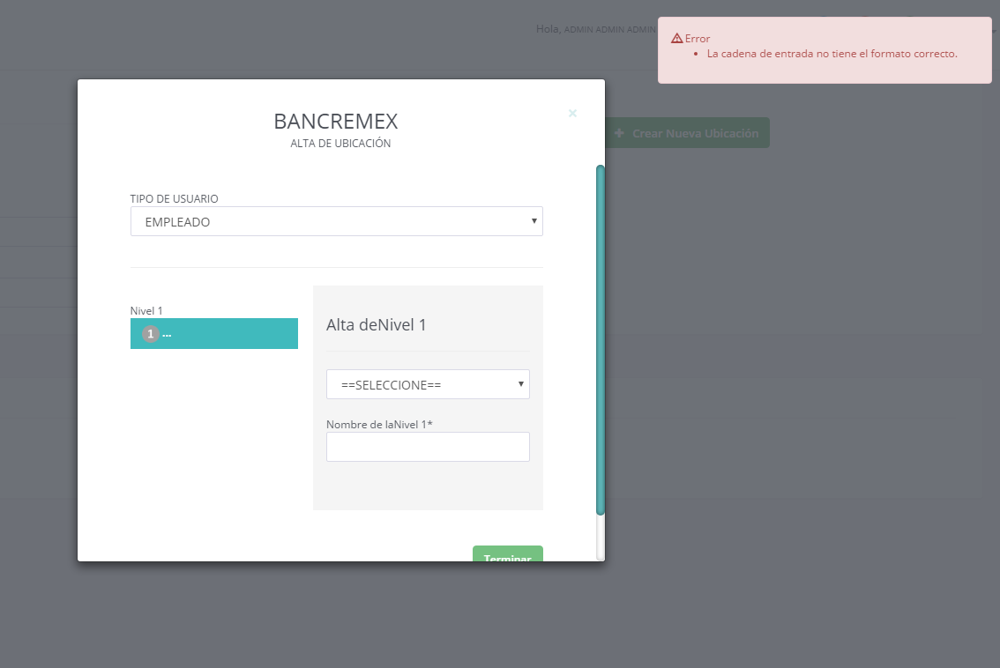 Hola, ADMIN ADMIN ADMIN
Error
La cadena de entrada no tiene el formato correcto.
BANCREMEX
×
ALTA DE UBICACIÓN
+ Crear Nueva Ubicación
TIPO DE USUARIO
EMPLEADO
Nivel 1
1 ...
Alta deNivel 1
==SELECCIONE==
Nombre de laNivel 1*
Terminar